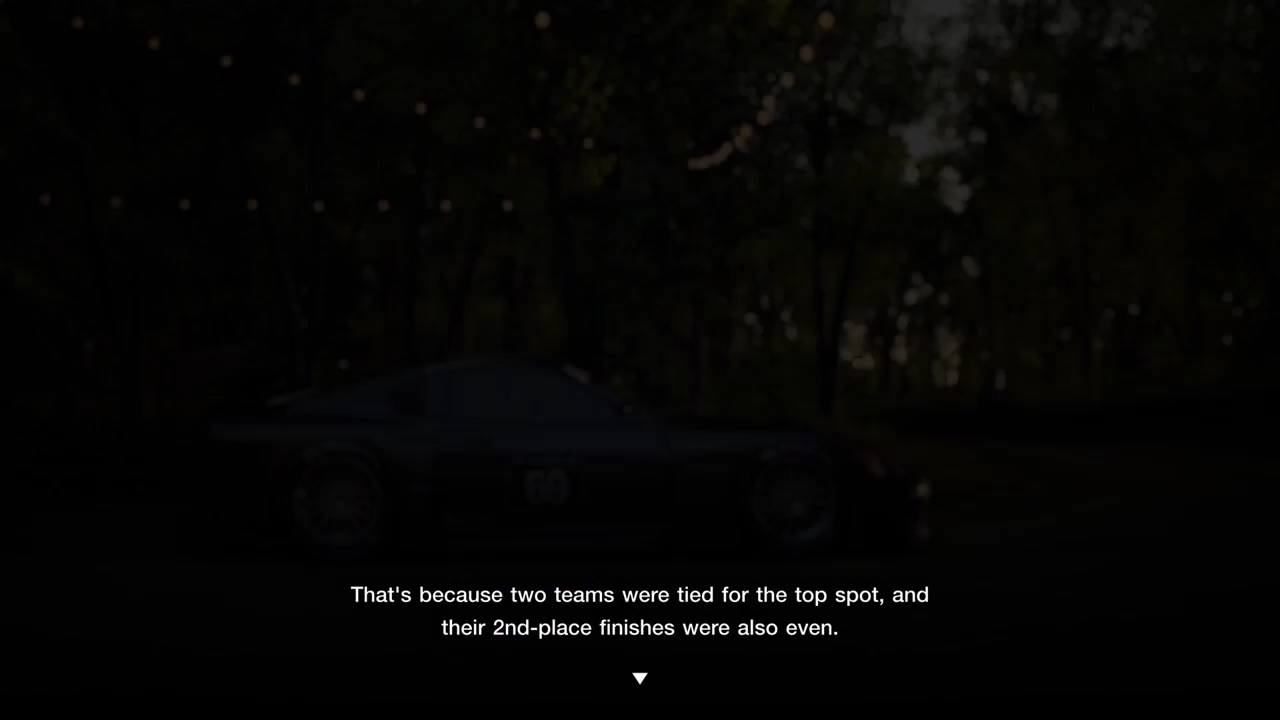 That's because two teams were tied for the top spot, and
their 2nd-place finishes were also even.